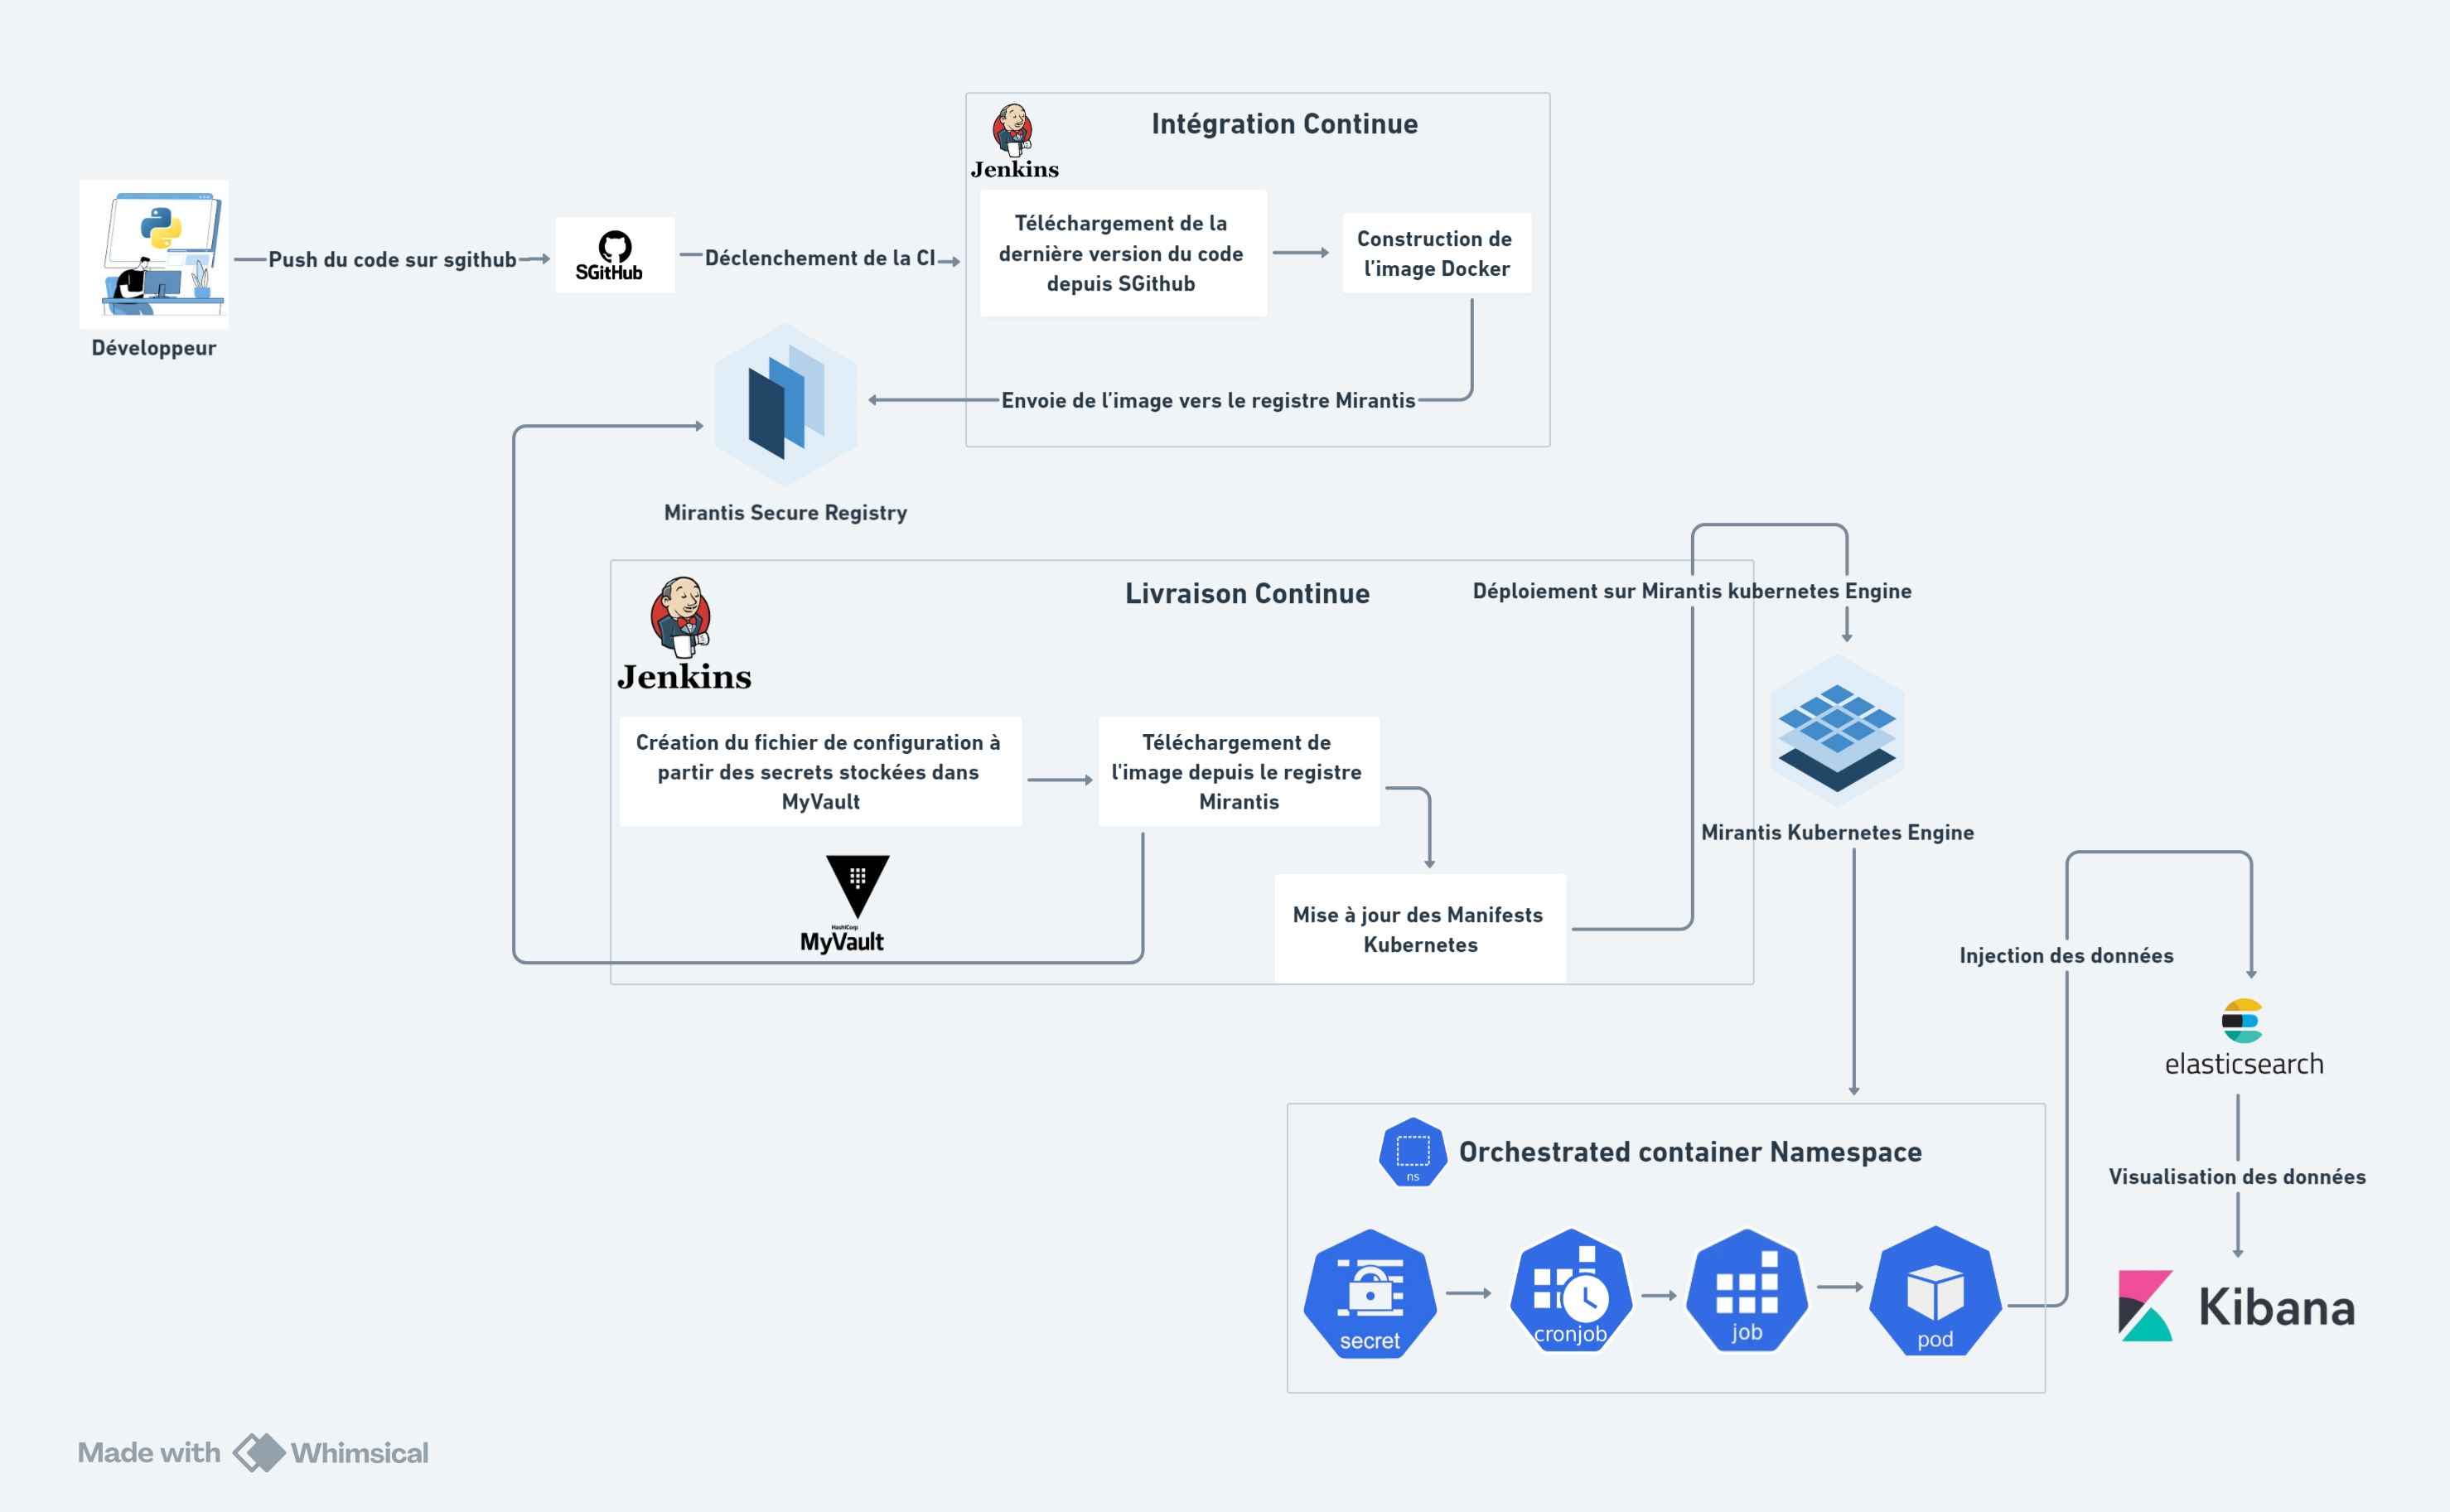 Intégration Continue
Jenkins
Téléchargement de la
dernière version du code
depuis SGithub
Construction de
l’image Docker
Push du code sur sgithub
SGitHub
Déclenchement de la CI
Développeur
Envoie de l’image vers le registre Mirantis
Mirantis Secure Registry
Livraison Continue
Déploiement sur Mirantis kubernetes Engine
Jenkins
Création du fichier de configuration à
partir des secrets stockées dans
MyVault
Téléchargement de
l'image depuis le registre
Mirantis
Mirantis Kubernetes Engine
HashiCorp
MyVault
Mise à jour des Manifests
Kubernetes
Injection des données
elasticsearch
Orchestrated container Namespace
ns
Visualisation des données
secret
cronjob
job
pod
Kibana
Made with Whimsical